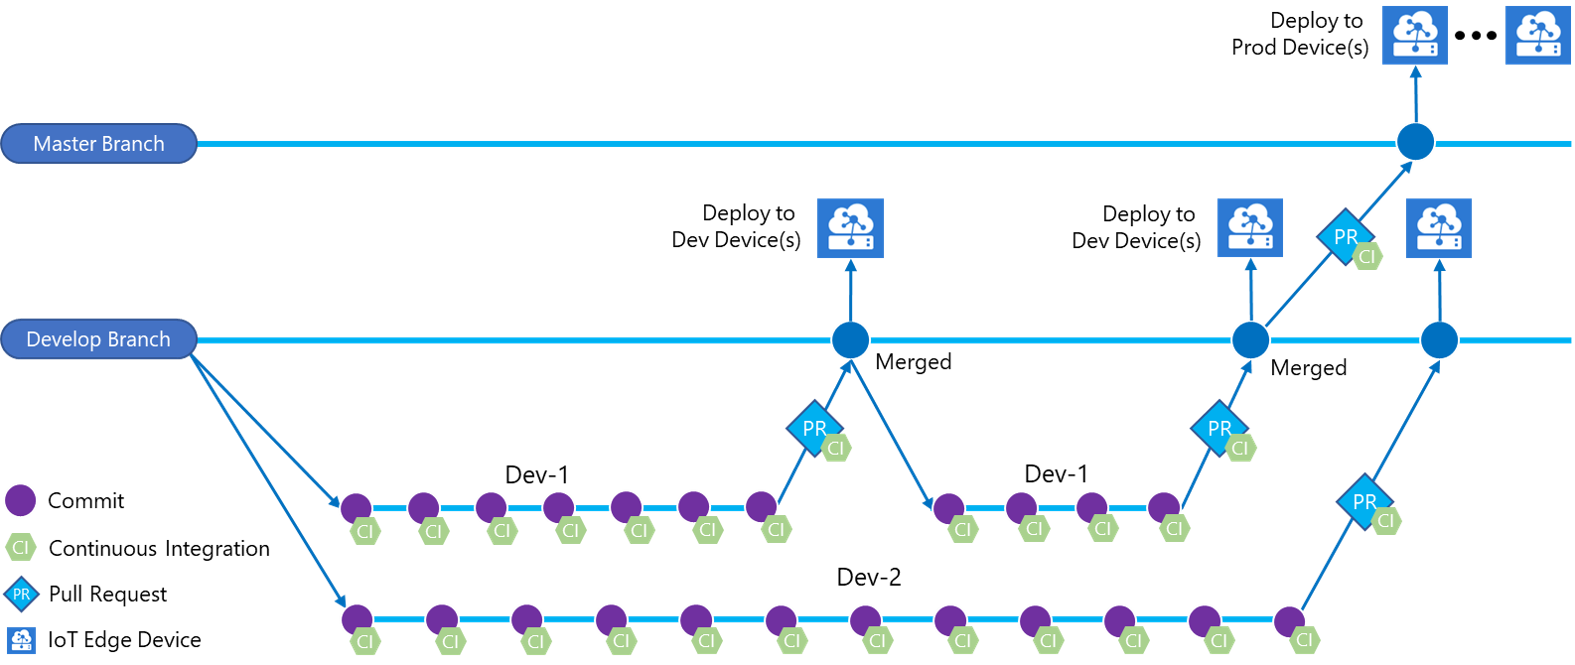 Deploy to
Prod Device(s)
Master Branch
Deploy to
Dev Device(s)
Deploy to
Dev Device(s)
PR
CI
Develop Branch
Merged
Merged
PR
CI
PR
CI
Dev-1
Dev-1
PR
CI
Commit
CI
CI
CI
CI
CI
CI
CI
CI
CI
CI
CI
CI
Continuous Integration
Dev-2
PR
Pull Request
IoT Edge Device
CI
CI
CI
CI
CI
CI
CI
CI
CI
CI
CI
CI